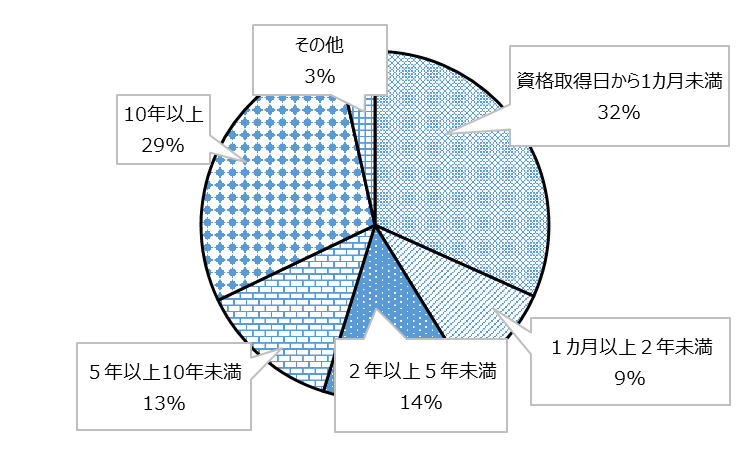 その他
3%
資格取得日から1カ月未満
32%
10年以上
29%
１カ月以上２年未満
9%
２年以上５年未満
14%
５年以上10年未満
13%